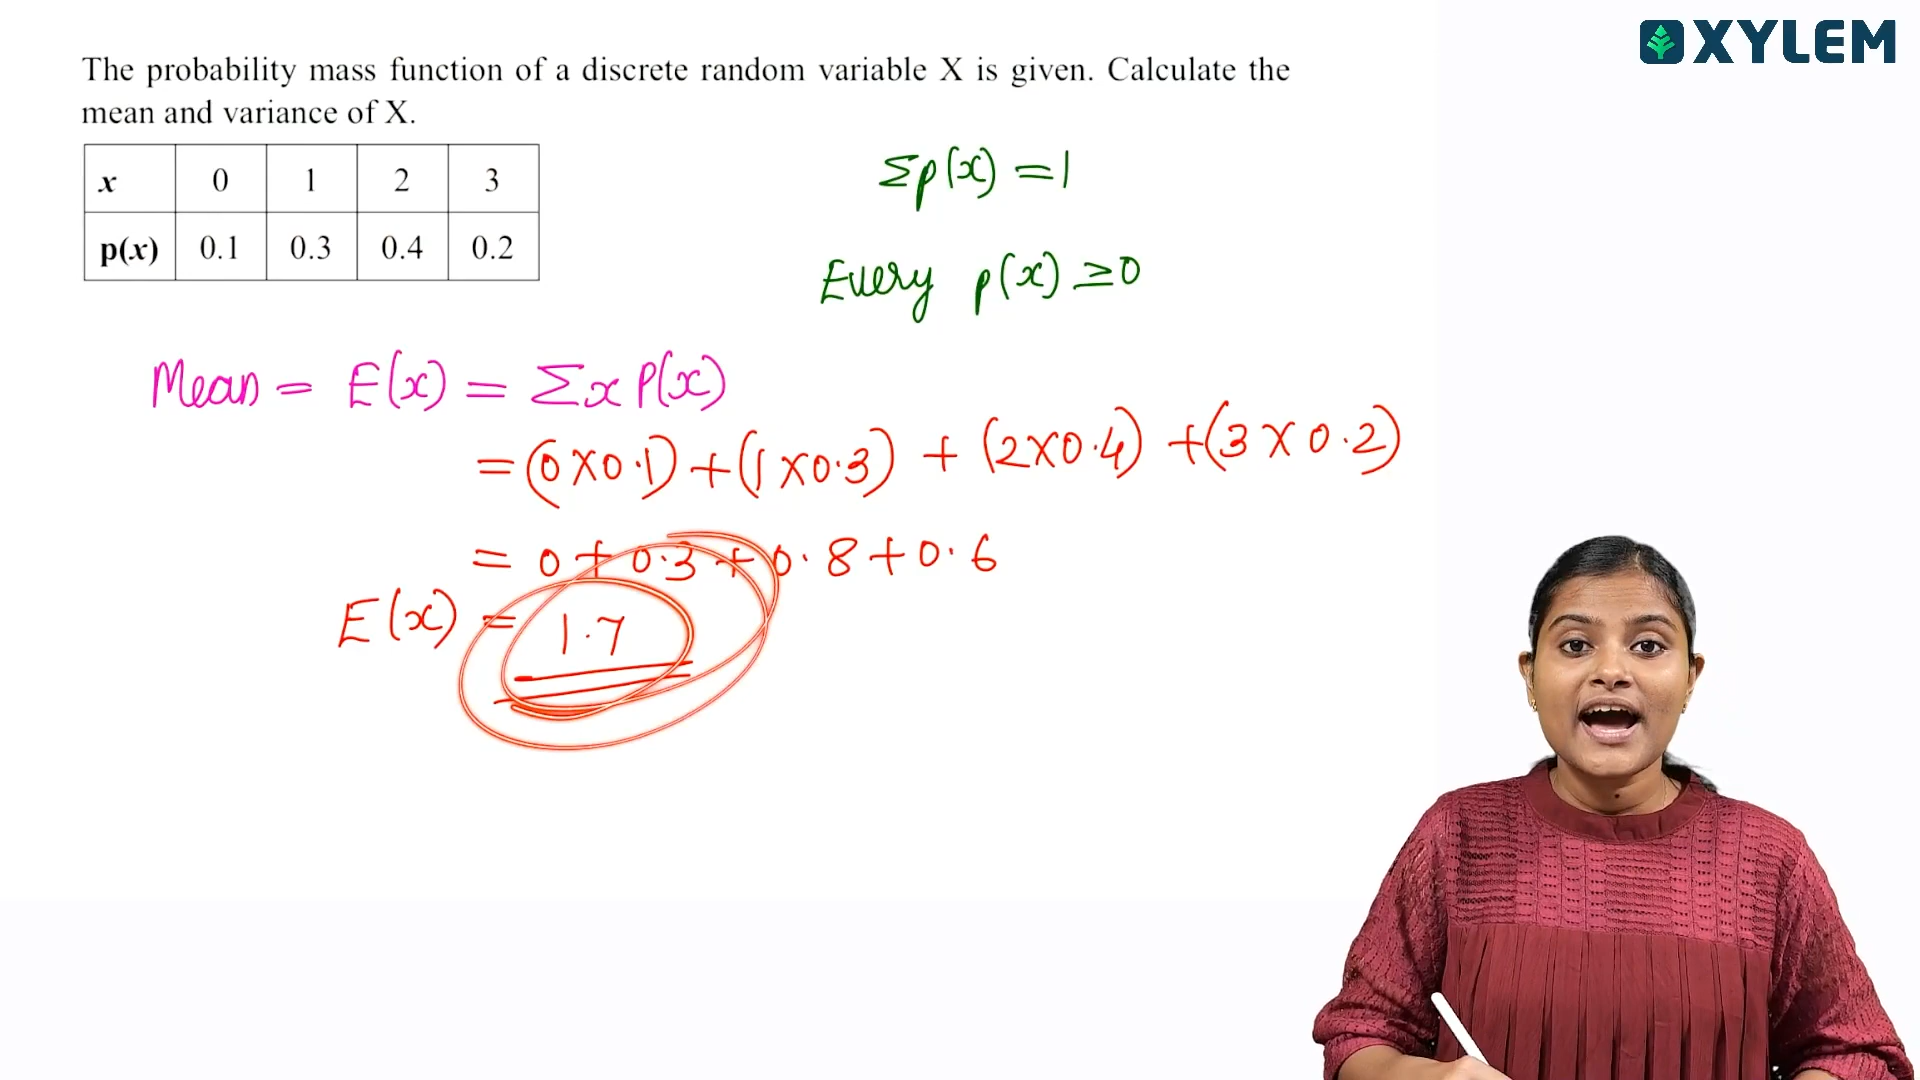 XYLEM
The probability mass function of a discrete random variable X is given. Calculate the
mean and variance of X.
x 0 1 2 3
p(x) 0.1 0.3 0.4 0.2
Σp(x) = 1
Every p(x) ≥0
Mean = E(x) = Σx P(x)
= (0 X 0.1) + (1 X 0.3) + (2 X 0.4) + (3 X 0.2)
= 0 + 0.3 + 0.8 + 0.6
E(x) = 1.7